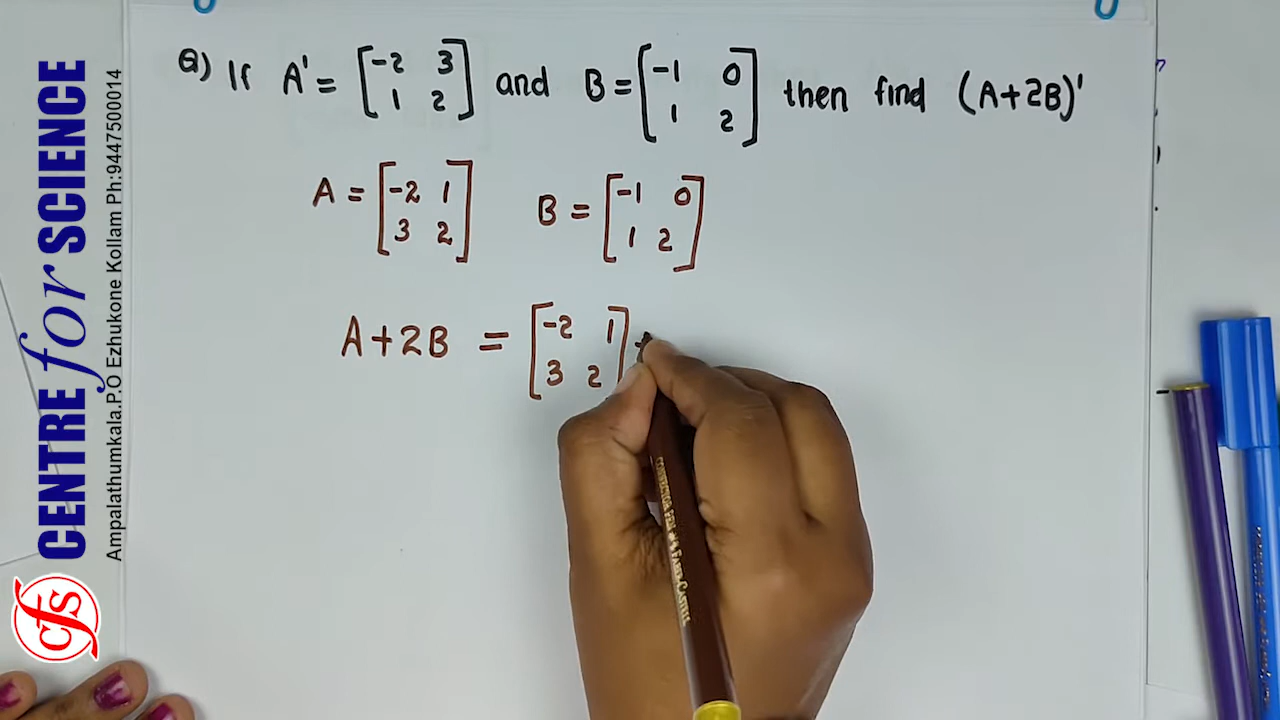 Q) If A' = [-2 3 1 2] and B = [-1 0 1 2] then find (A+2B)'
A = [-2 1 3 2] B = [-1 0 1 2]
A+2B = [-2 1 3 2] +
CENTRE for SCIENCE
Ampalathumkala.P.O Ezhukone Kollam Ph:9447500014
cfs